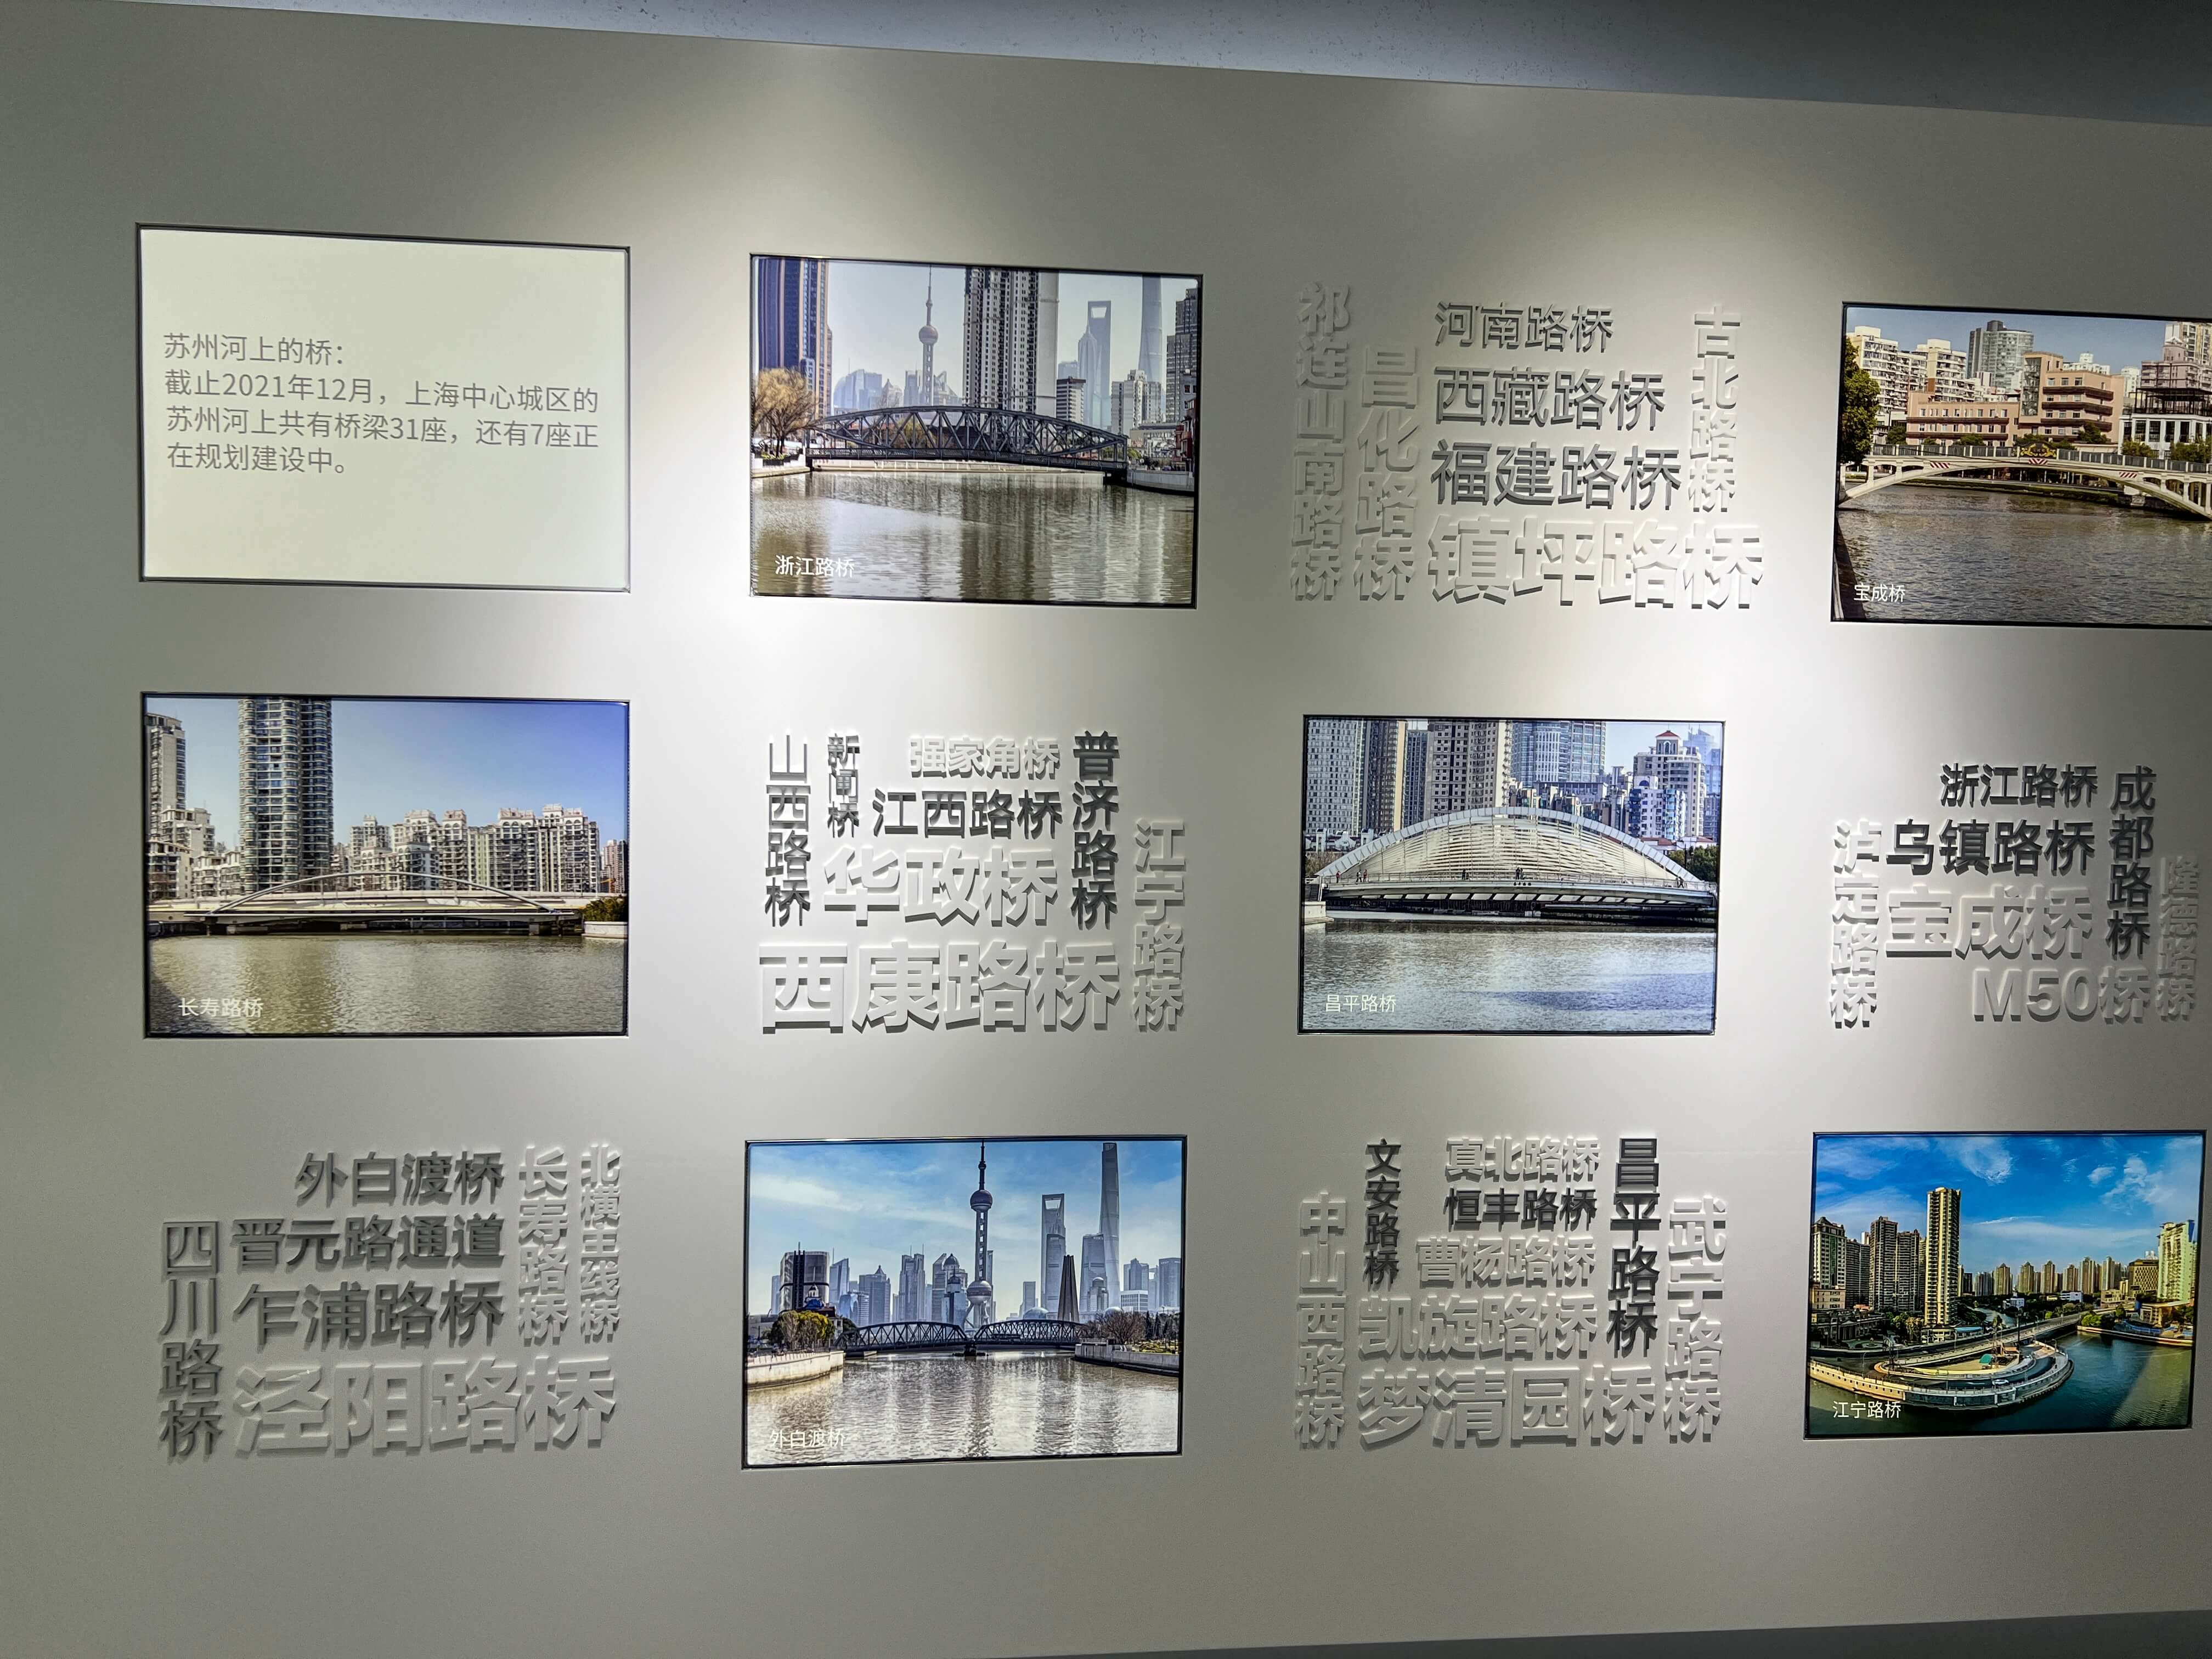 苏州河上的桥：
截止2021年12月，上海中心城区的
苏州河上共有桥梁31座，还有7座正
在规划建设中。
浙江路桥
祁连山南路桥
昌化路桥
河南路桥
西藏路桥
福建路桥
镇坪路桥
古北路桥
宝成桥
长寿路桥
山西路桥
新闸桥
强家角桥
江西路桥
华政桥
西康路桥
普济路桥
江宁路桥
昌平路桥
泸定路桥
浙江路桥
乌镇路桥
宝成桥
M50桥
成都路桥
隆德路桥
四川路桥
外白渡桥
晋元路通道
乍浦路桥
泾阳路桥
长寿路桥
北横主线桥
外白渡桥
中山西路桥
文安路桥
真北路桥
恒丰路桥
曹杨路桥
凯旋路桥
梦清园桥
昌平路桥
武宁路桥
江宁路桥